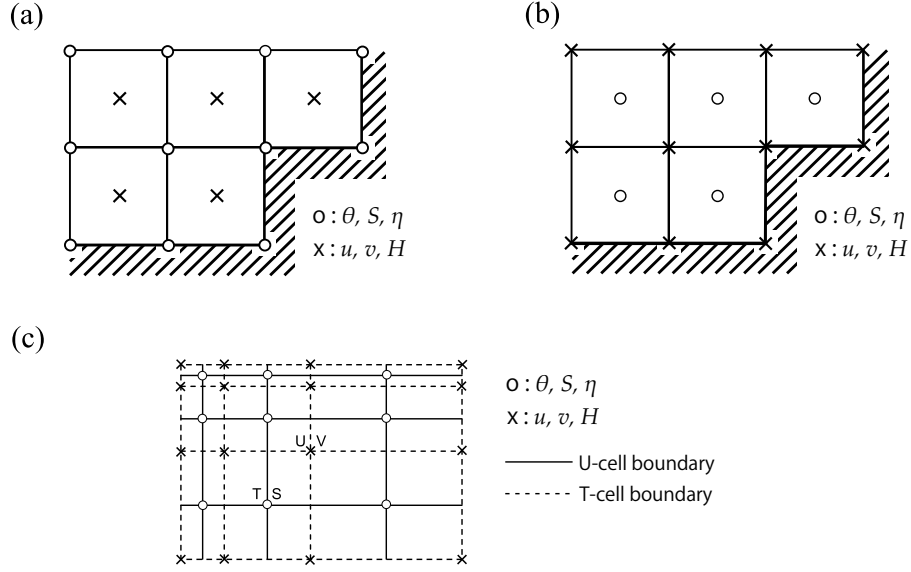 (a)
o : θ, S, η
x : u, v, H
(b)
o : θ, S, η
x : u, v, H
(c)
U V
T S
o : θ, S, η
x : u, v, H
U-cell boundary
T-cell boundary